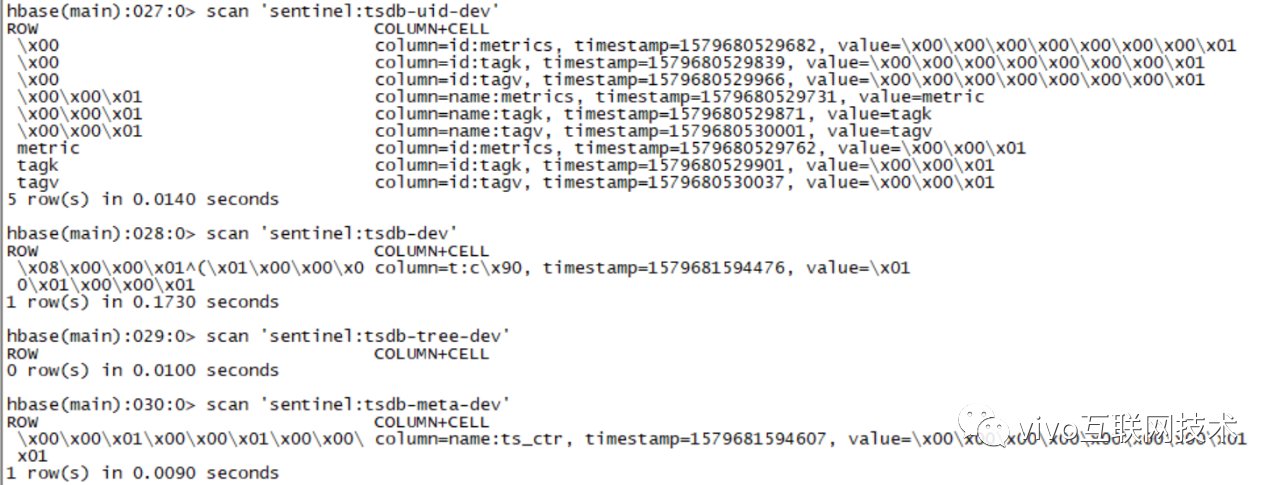 hbase(main):027:0> scan 'sentinel:tsdb-uid-dev'
ROW COLUMN+CELL
\x00 column=id:metrics, timestamp=1579680529682, value=\x00\x00\x00\x00\x00\x00\x00\x01
\x00 column=id:tagk, timestamp=1579680529839, value=\x00\x00\x00\x00\x00\x00\x00\x01
\x00 column=id:tagv, timestamp=1579680529966, value=\x00\x00\x00\x00\x00\x00\x00\x01
\x00\x00\x01 column=name:metrics, timestamp=1579680529731, value=metric
\x00\x00\x01 column=name:tagk, timestamp=1579680529871, value=tagk
\x00\x00\x01 column=name:tagv, timestamp=1579680530001, value=tagv
metric column=id:metrics, timestamp=1579680529762, value=\x00\x00\x01
tagk column=id:tagk, timestamp=1579680529901, value=\x00\x00\x01
tagv column=id:tagv, timestamp=1579680530037, value=\x00\x00\x01
5 row(s) in 0.0140 seconds
hbase(main):028:0> scan 'sentinel:tsdb-dev'
ROW COLUMN+CELL
\x08\x00\x00\x01^(\x01\x00\x00\x0 column=t:c\x90, timestamp=1579681594476, value=\x01
0\x01\x00\x00\x01
1 row(s) in 0.1730 seconds
hbase(main):029:0> scan 'sentinel:tsdb-tree-dev'
ROW COLUMN+CELL
0 row(s) in 0.0100 seconds
hbase(main):030:0> scan 'sentinel:tsdb-meta-dev'
ROW COLUMN+CELL
\x00\x00\x01\x00\x00\x01\x00\x00\ column=name:ts_ctr, timestamp=1579681594607, value=\x00\x00\x00\x00\x00\x00\x00\x01
x01
1 row(s) in 0.0090 seconds
vivo互联网技术